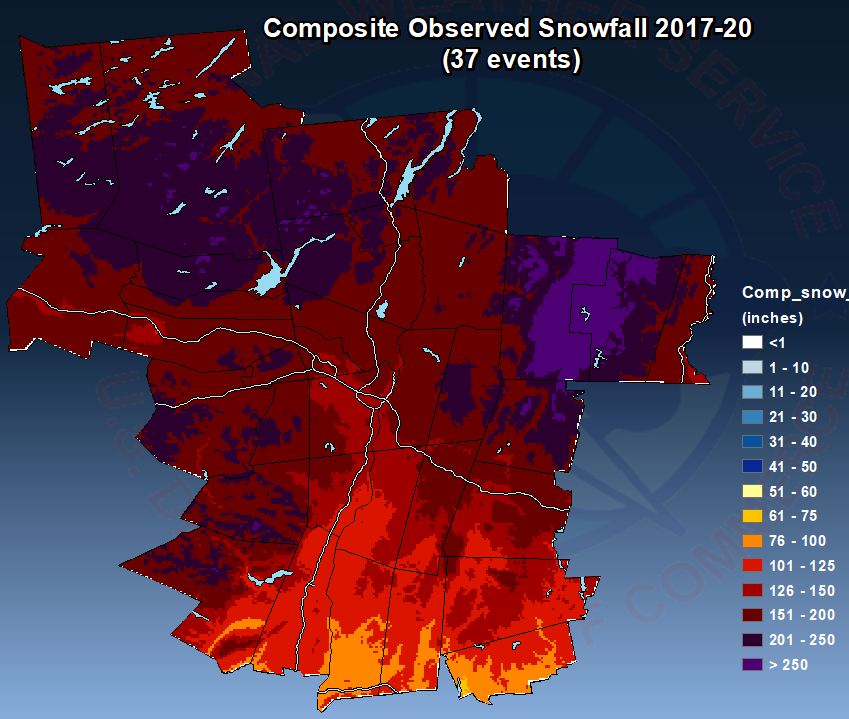 Composite Observed Snowfall 2017-20
(37 events)
Comp_snow_
(inches)
<1
1 - 10
11 - 20
21 - 30
31 - 40
41 - 50
51 - 60
61 - 75
76 - 100
101 - 125
126 - 150
151 - 200
201 - 250
> 250